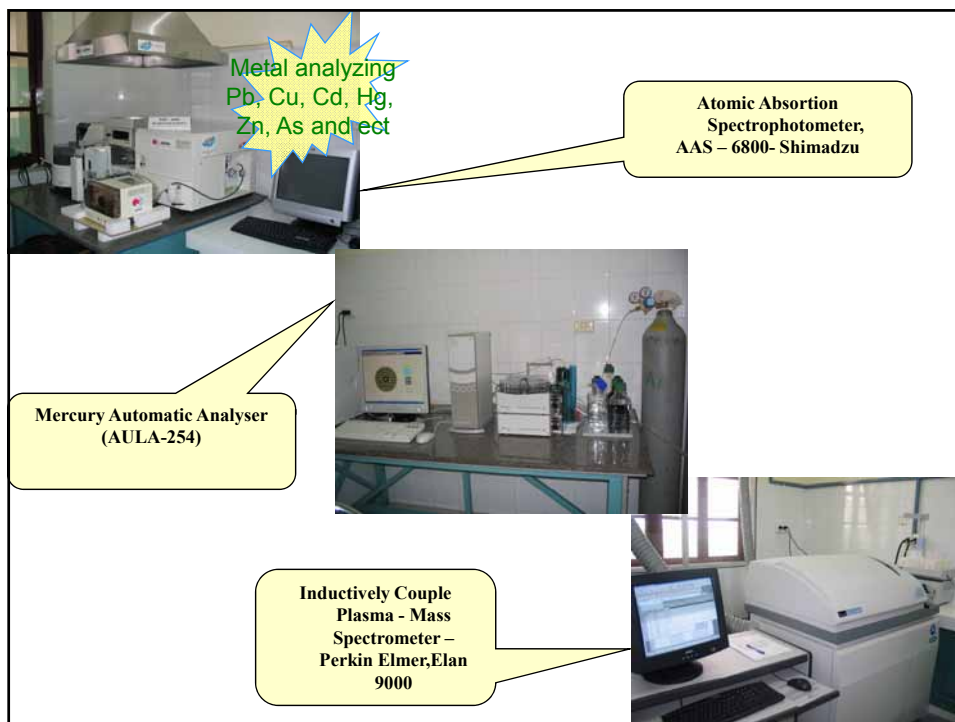 Metal analyzing
Pb, Cu, Cd, Hg,
Zn, As and ect
Atomic Absortion
Spectrophotometer,
AAS – 6800- Shimadzu
Mercury Automatic Analyser
(AULA-254)
Inductively Couple
Plasma - Mass
Spectrometer –
Perkin Elmer,Elan
9000